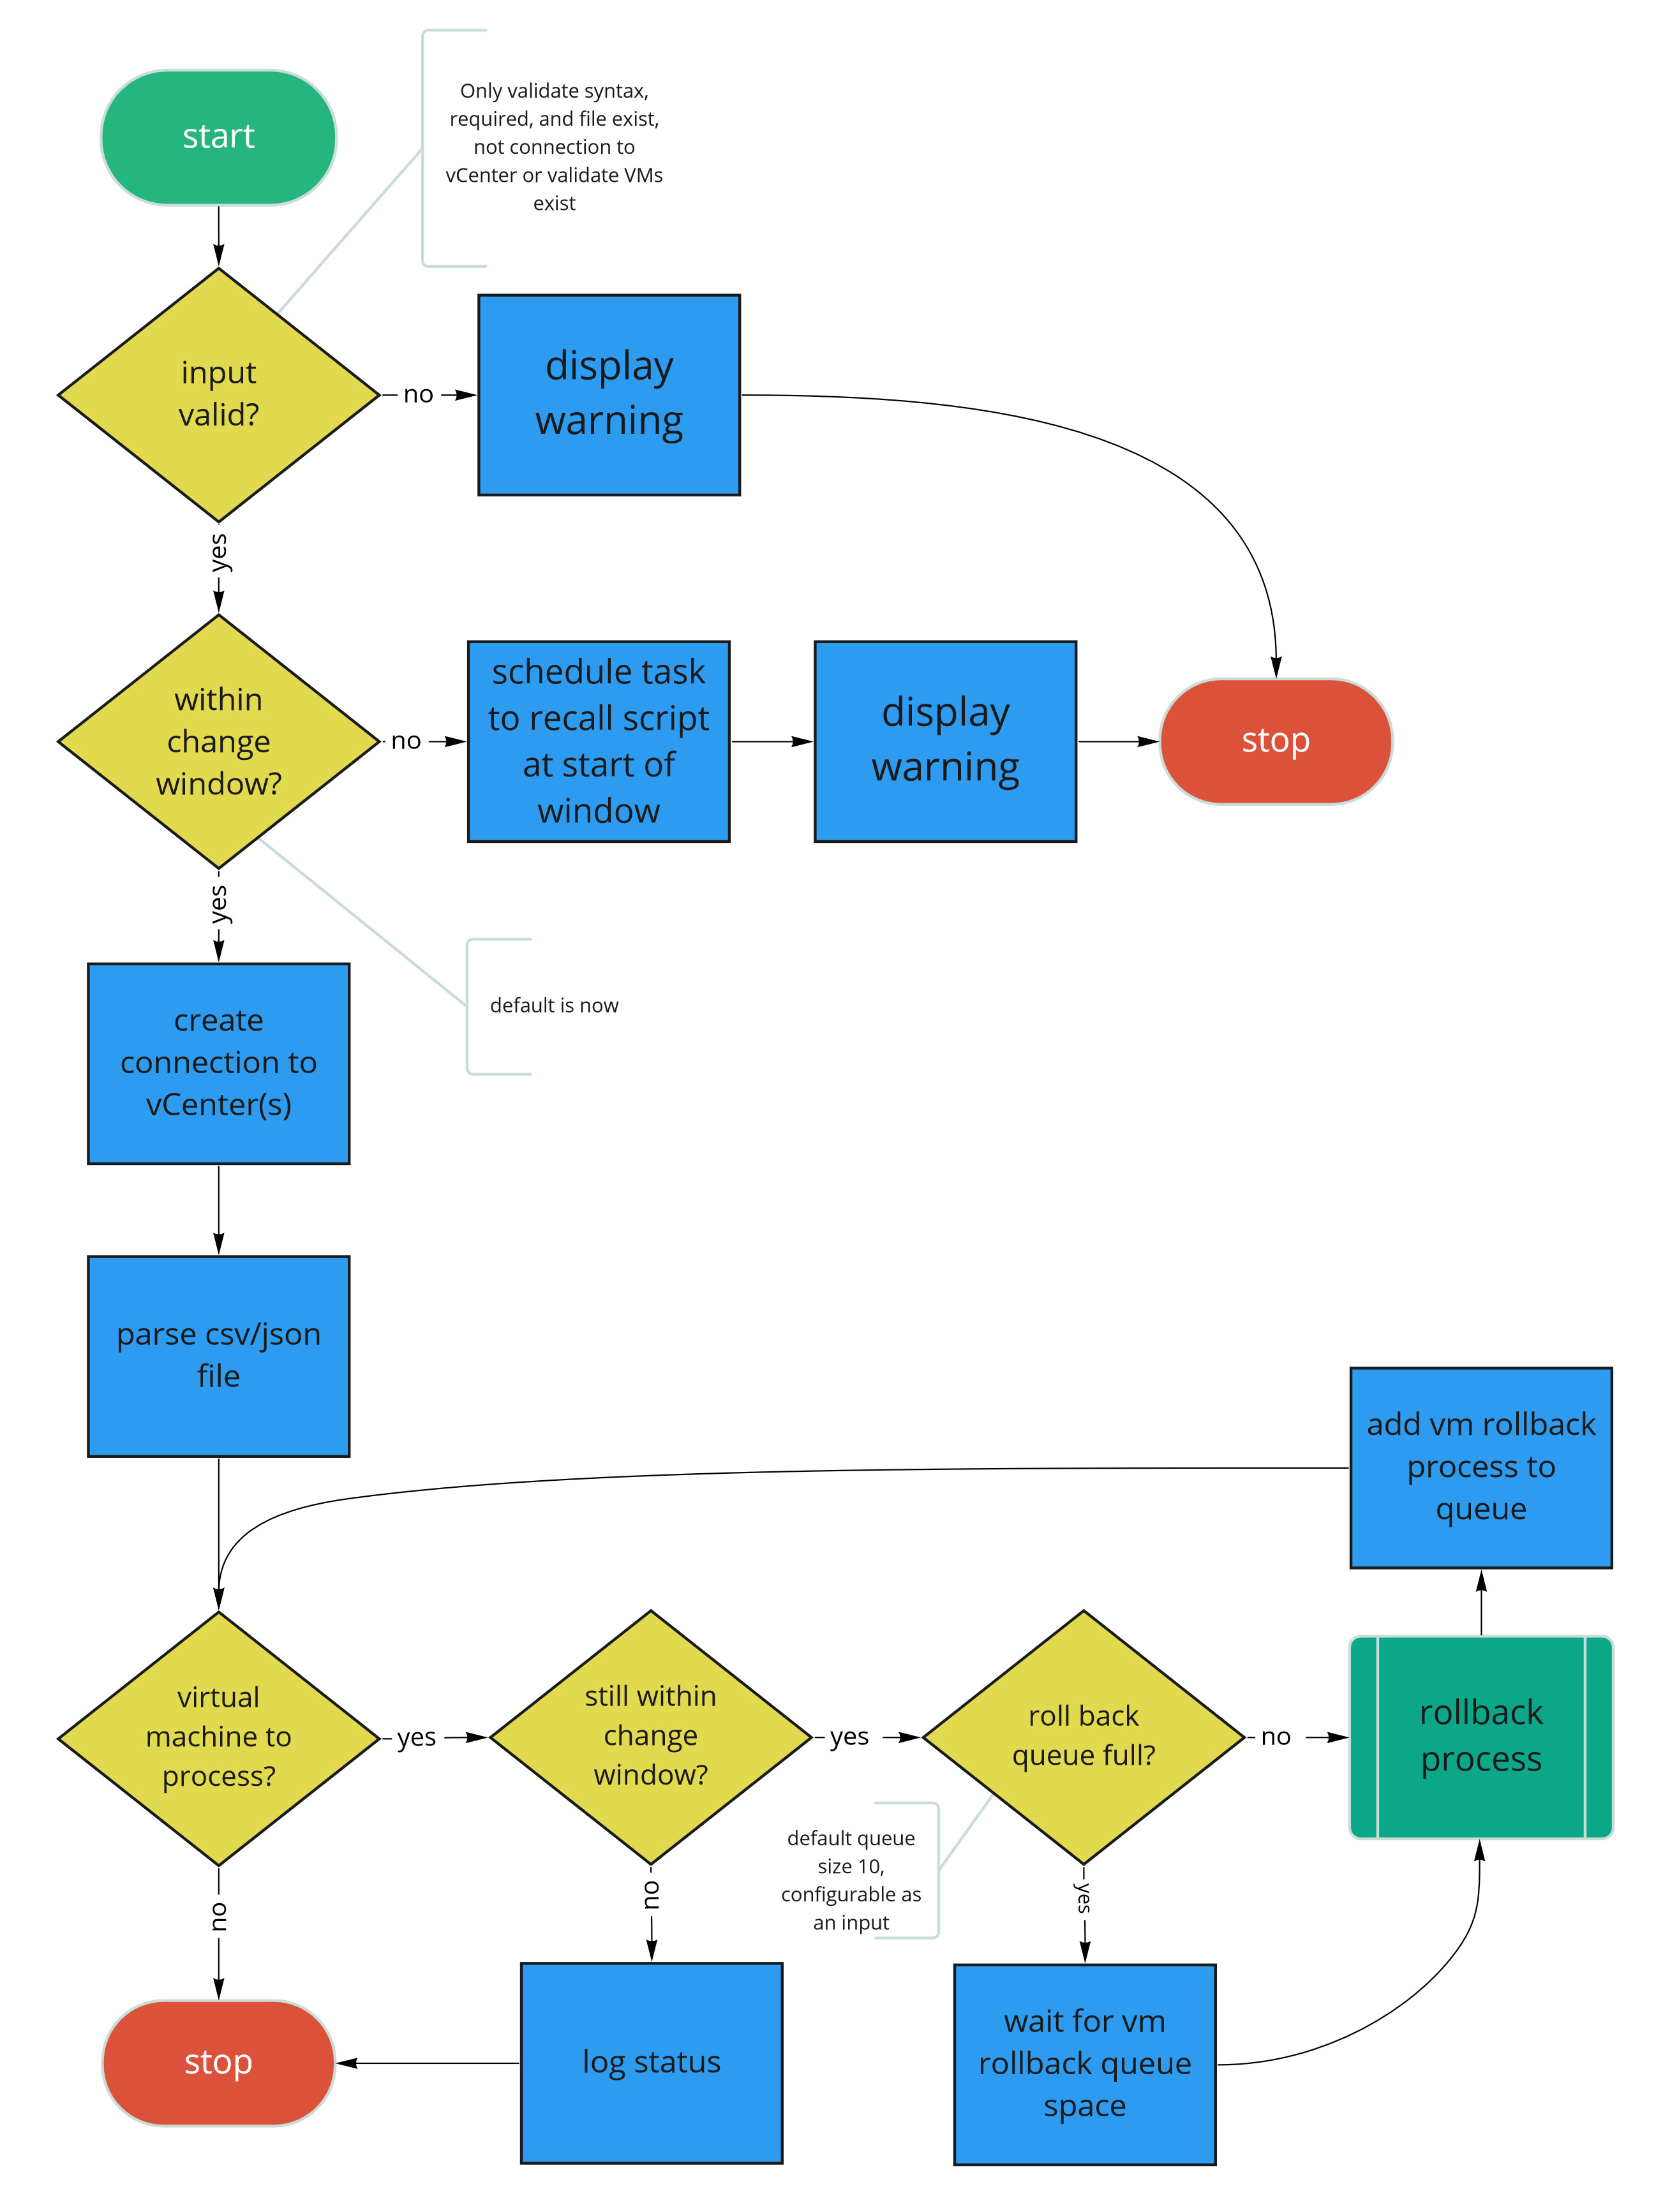 Only validate syntax,
required, and file exist,
not connection to
vCenter or validate VMs
exist
start
input
valid?
no
display
warning
yes
within
change
window?
no
schedule task
to recall script
at start of
window
display
warning
stop
yes
default is now
create
connection to
vCenter(s)
parse csv/json
file
add vm rollback
process to
queue
virtual
machine to
process?
yes
still within
change
window?
yes
roll back
queue full?
no
rollback
process
default queue
size 10,
configurable as
an input
no
no
yes
stop
log status
wait for vm
rollback queue
space